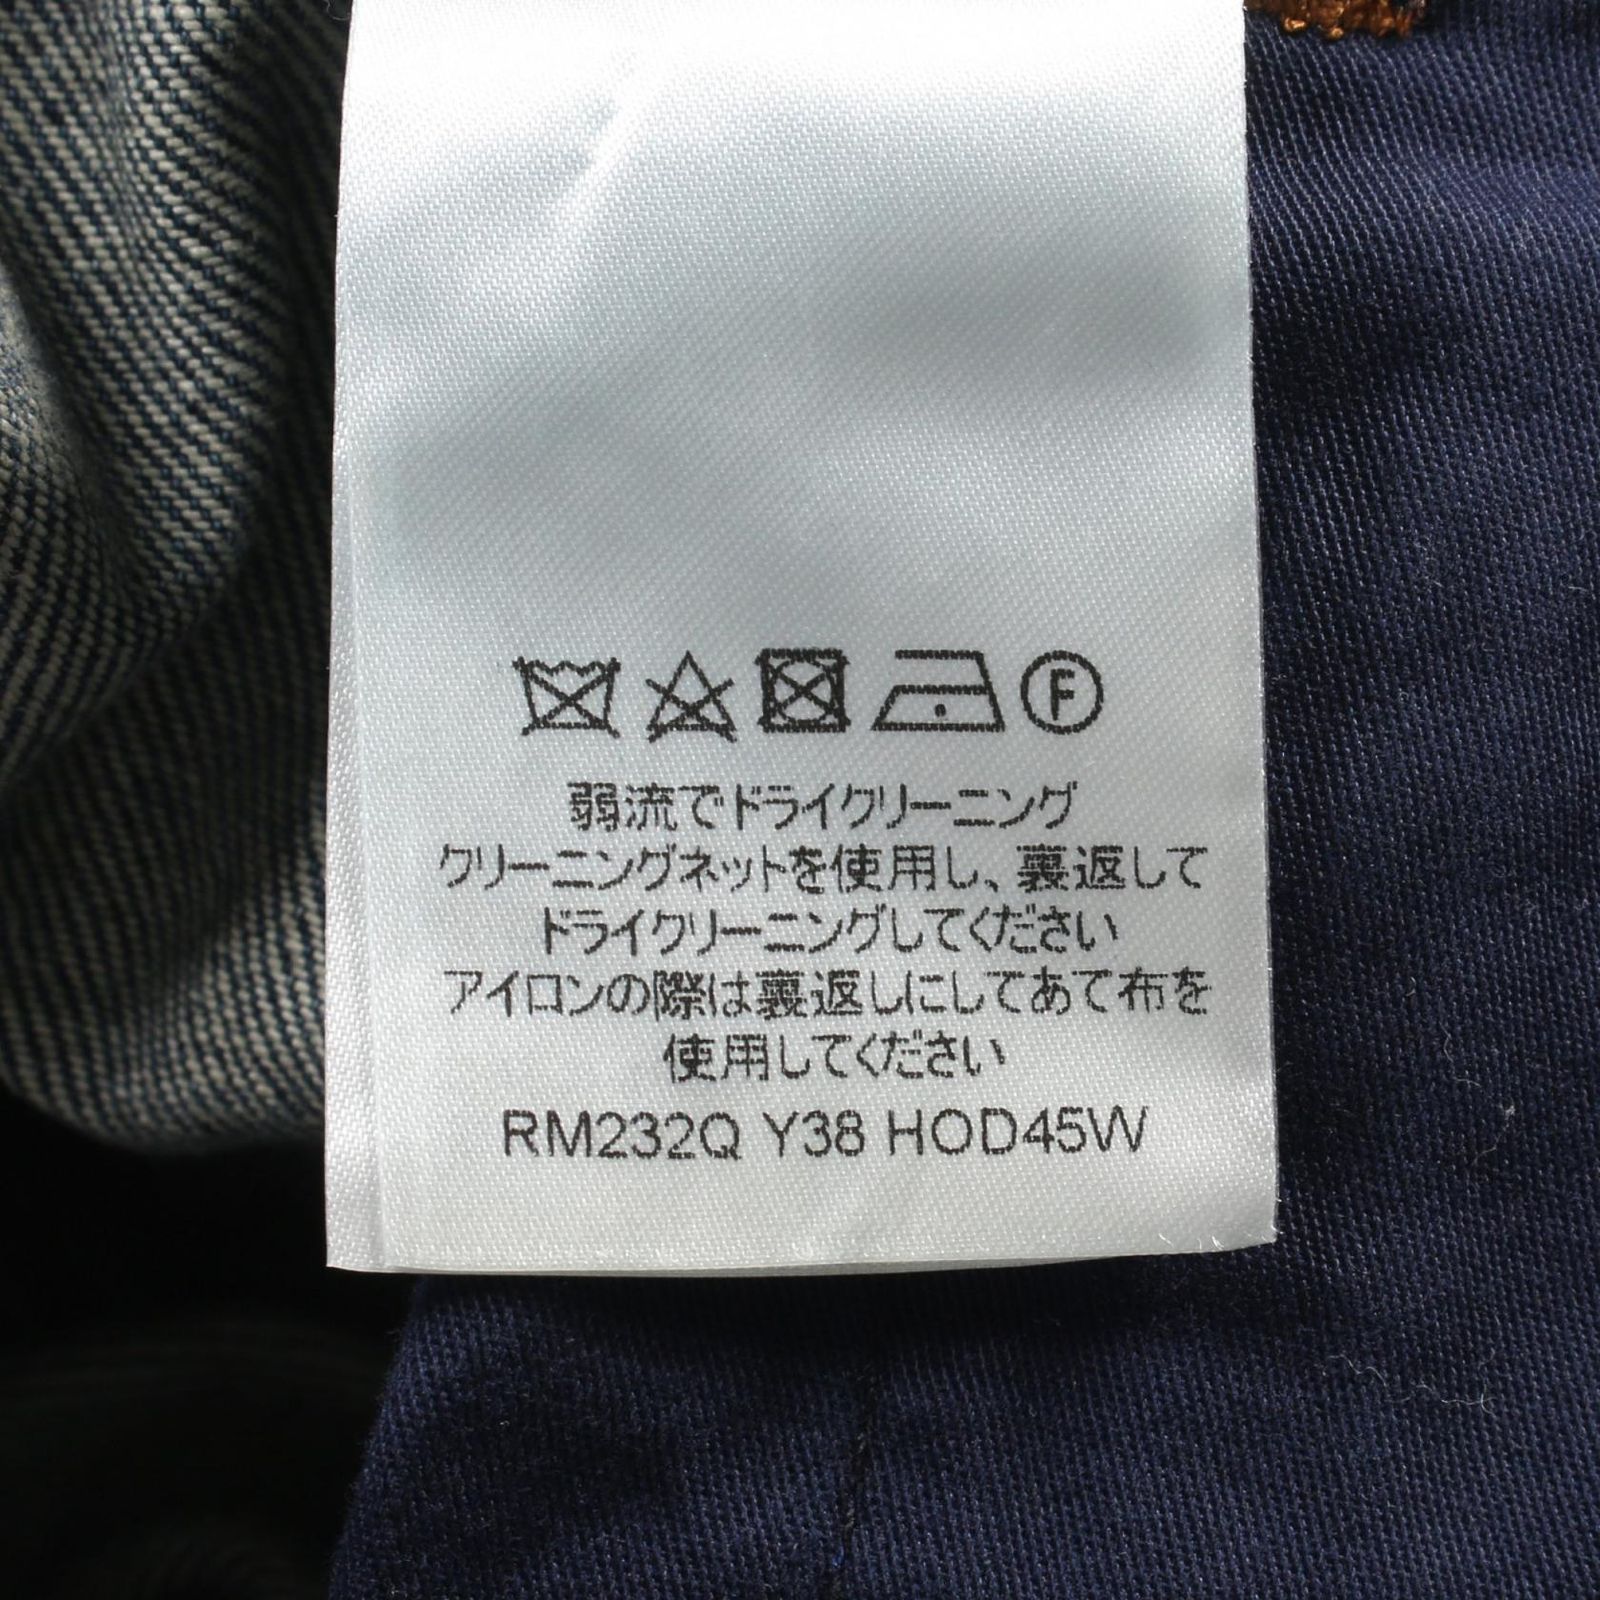 弱流でドライクリーニング
クリーニングネットを使用し、裏返して
ドライクリーニングしてください
アイロンの際は裏返しにしてあて布を
使用してください
RM232Q Y38 HOD45W